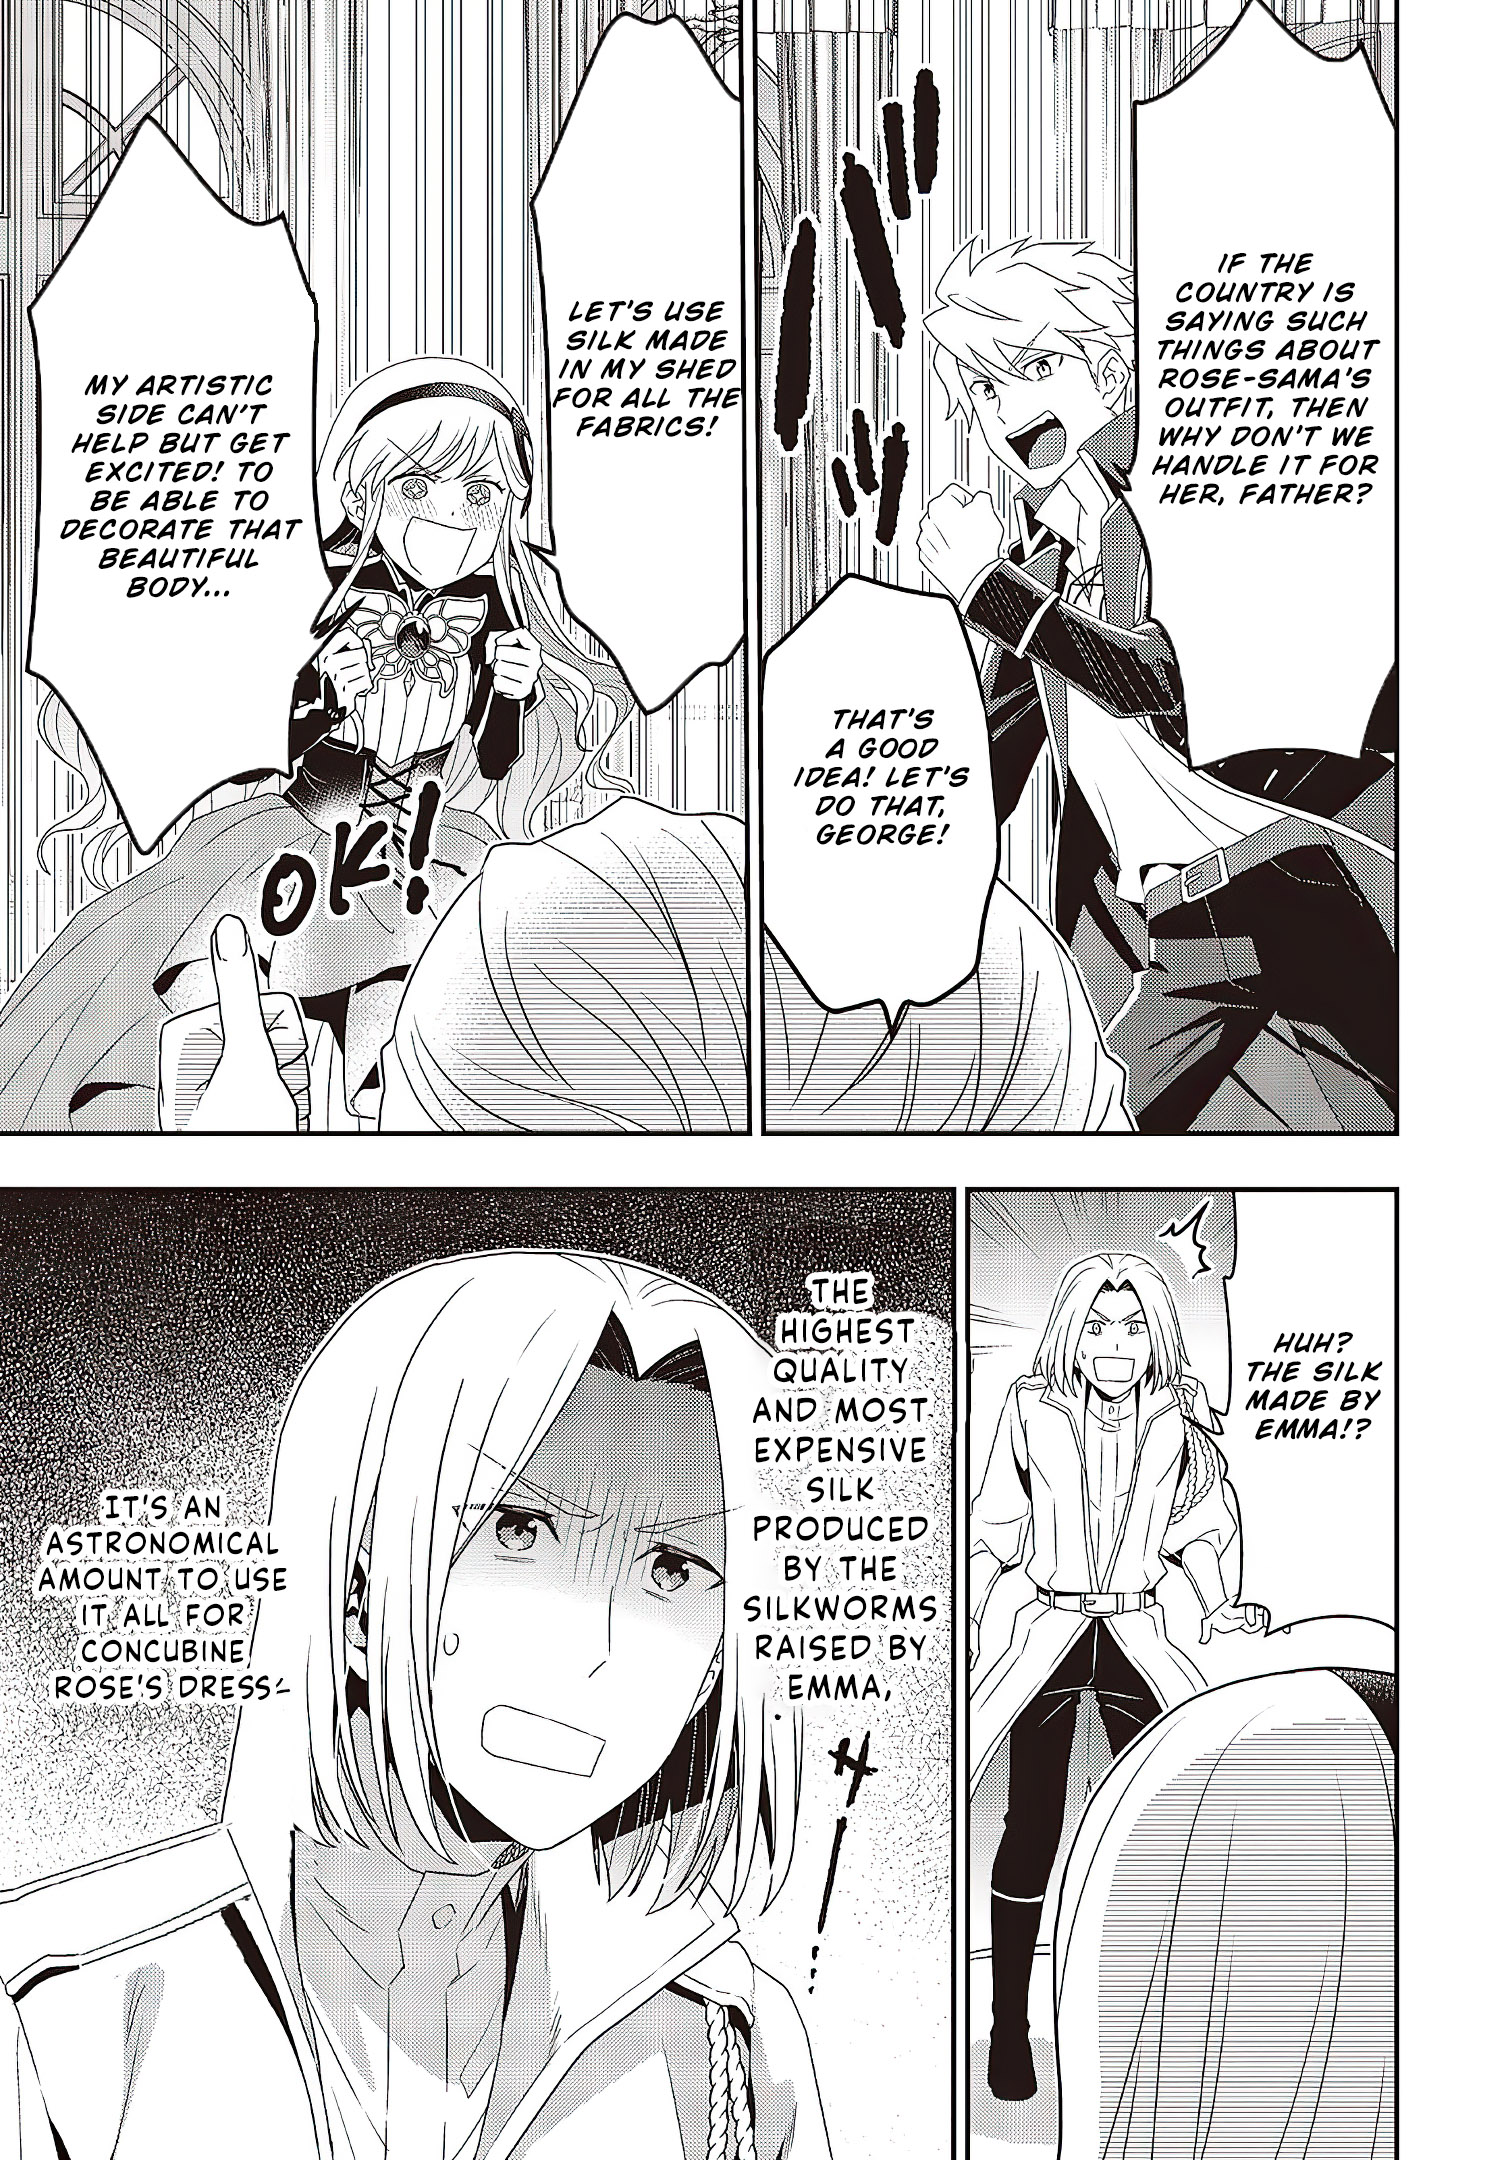 IF THE
COUNTRY IS
SAYING SUCH
THINGS ABOUT
ROSE-SAMA'S
OUTFIT, THEN
WHY DON'T WE
HANDLE IT FOR
HER, FATHER?
THAT'S
A GOOD
IDEA! LET'S
DO THAT,
GEORGE!
LET'S USE
SILK MADE
IN MY SHED
FOR ALL THE
FABRICS!
MY ARTISTIC
SIDE CAN'T
HELP BUT GET
EXCITED! TO
BE ABLE TO
DECORATE THAT
BEAUTIFUL
BODY...
OK!
HUH?
THE SILK
MADE BY
EMMA!?
THE
HIGHEST
QUALITY
AND MOST
EXPENSIVE
SILK
PRODUCED
BY THE
SILKWORMS
RAISED BY
EMMA,
IT'S AN
ASTRONOMICAL
AMOUNT TO USE
IT ALL FOR
CONCUBINE
ROSE'S DRESS-